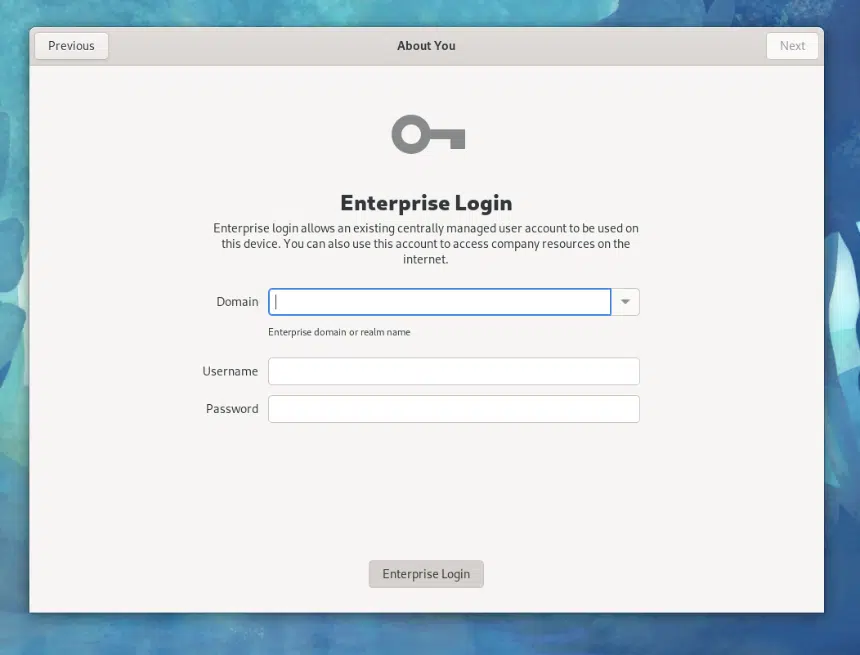 Previous
About You
Next
Enterprise Login
Enterprise login allows an existing centrally managed user account to be used on
this device. You can also use this account to access company resources on the
internet.
Domain
Enterprise domain or realm name
Username
Password
Enterprise Login